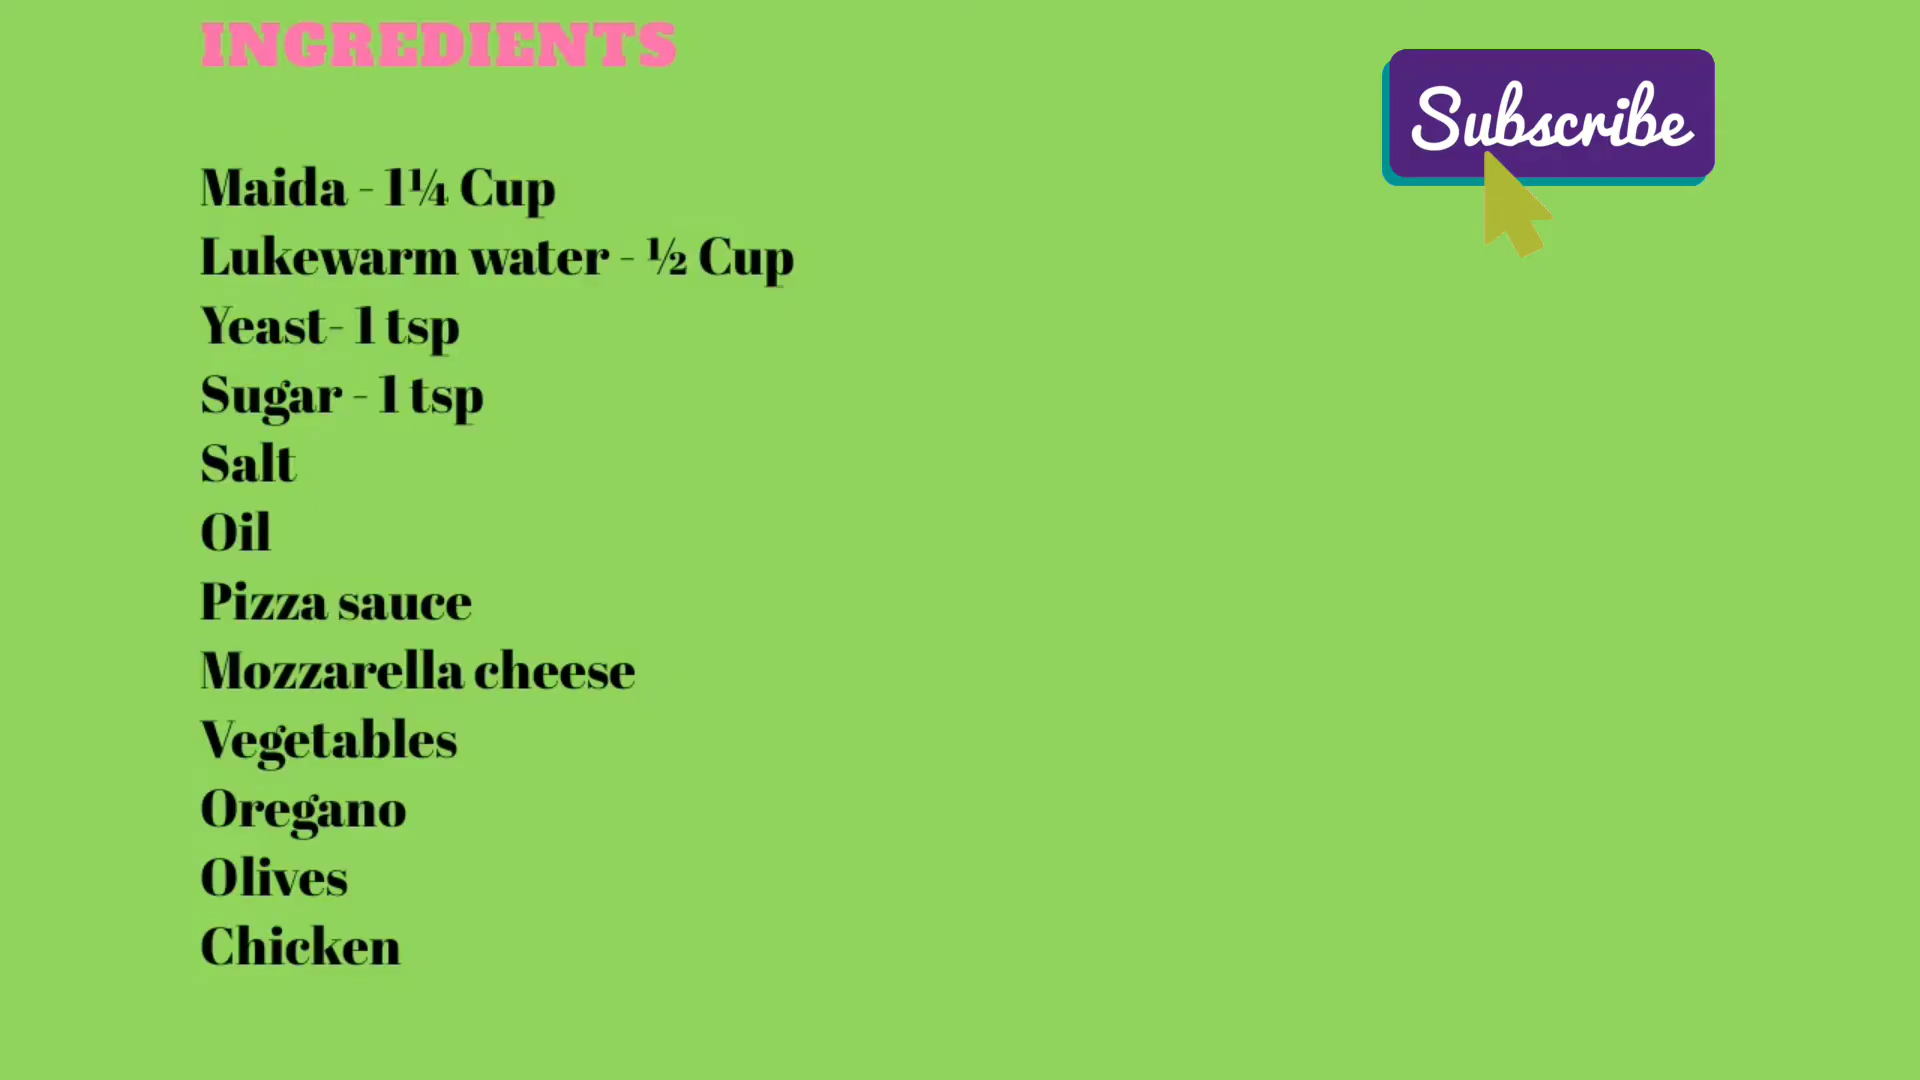 INGREDIENTS
Subscribe
Maida - 1¼ Cup
Lukewarm water - ½ Cup
Yeast- 1 tsp
Sugar - 1 tsp
Salt
Oil
Pizza sauce
Mozzarella cheese
Vegetables
Oregano
Olives
Chicken